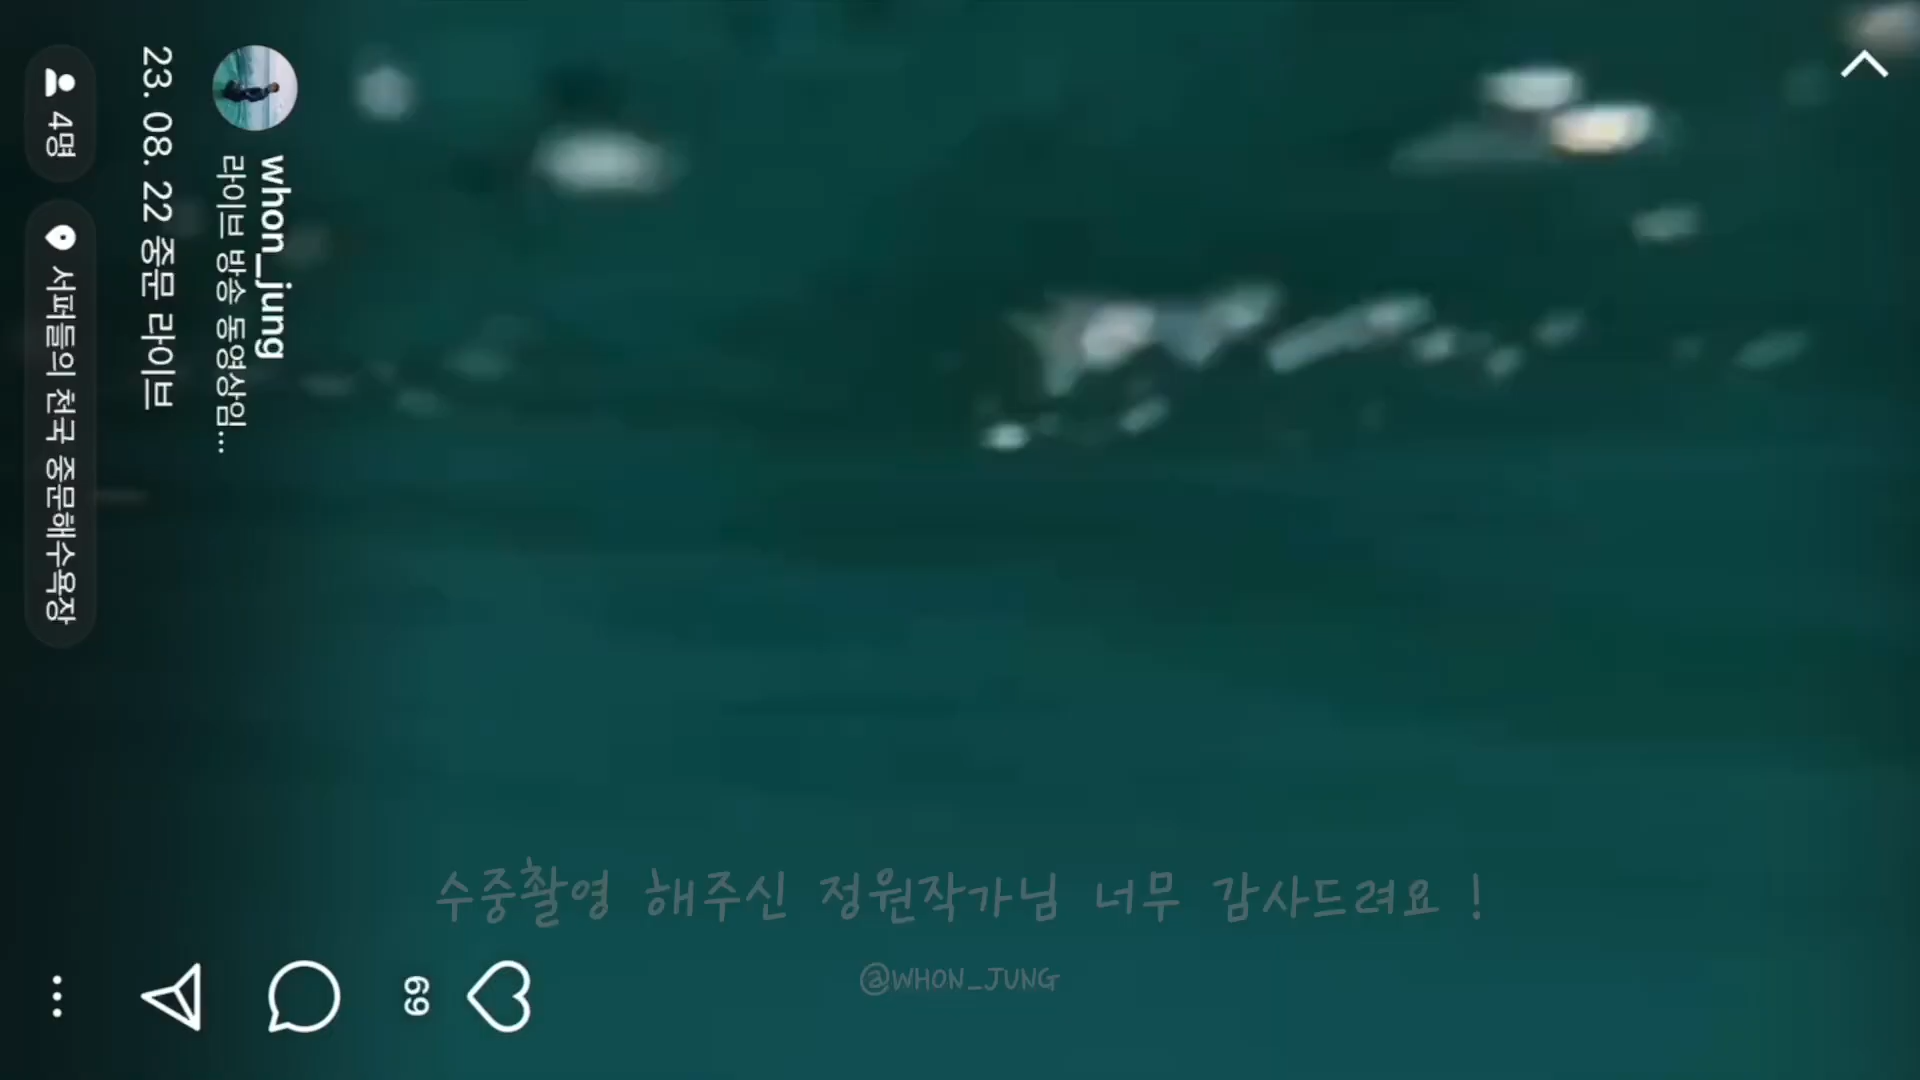 whon_jung
라이브 방송 동영상임...
23. 08. 22 중문 라이브
4명
서퍼들의 천국 중문해수욕장
69
수중촬영 해주신 정원작가님 너무 감사드려요 !
@WHON_JUNG